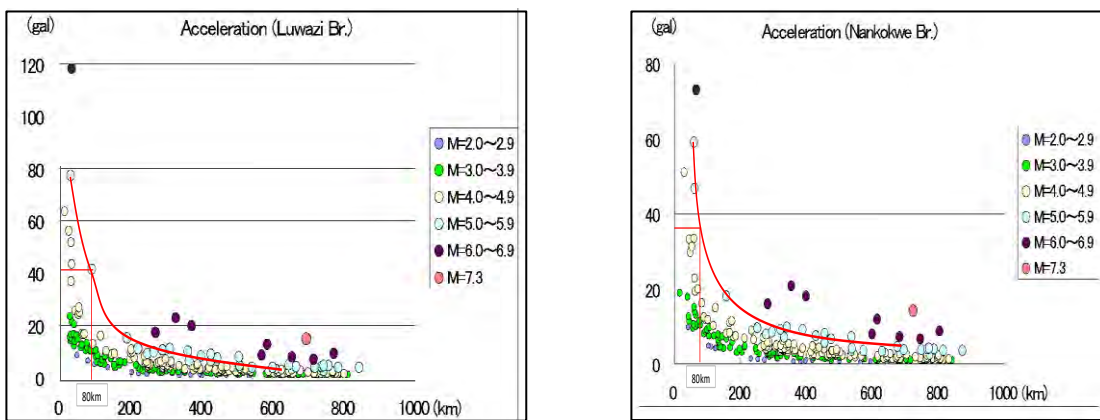 (gal)
Acceleration (Luwazi Br.)
120
100
80
60
40
20
0
M=2.0～2.9
M=3.0～3.9
M=4.0～4.9
M=5.0～5.9
M=6.0～6.9
M=7.3
80km
0 200 400 600 800 1000 (km)
(gal)
Acceleration (Nankokwe Br.)
80
60
40
20
0
M=2.0～2.9
M=3.0～3.9
M=4.0～4.9
M=5.0～5.9
M=6.0～6.9
M=7.3
80km
0 200 400 600 800 1000 (km)